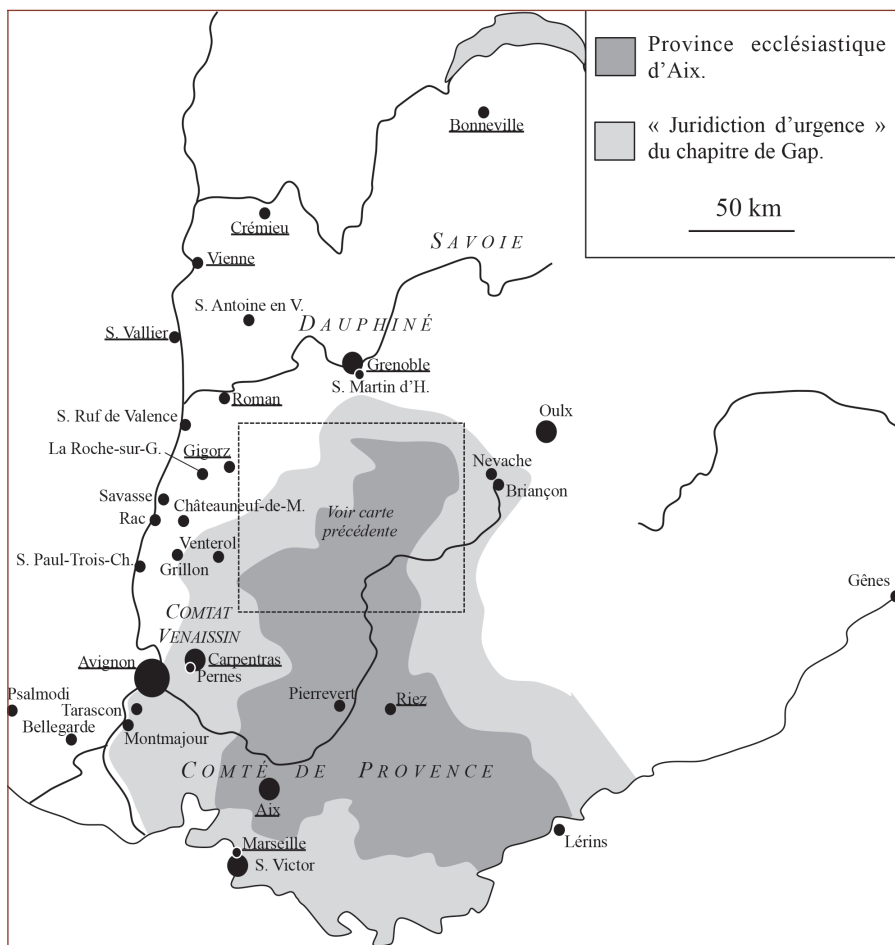 Province ecclésiastique
d’Aix.
« Juridiction d’urgence »
du chapitre de Gap.
50 km
Bonneville
Crémieu
SAVOIE
Vienne
S. Antoine en V.
DAUPHINÉ
S. Vallier
Grenoble
S. Martin d’H.
Roman
Oulx
S. Ruf de Valence
La Roche-sur-G.
Gigorz
Nevache
Briançon
Savasse
Châteauneuf-de-M.
Rac
Voir carte
précédente
Venterol
S. Paul-Trois-Ch.
Grillon
Gênes
COMTAT
VENAISSIN
Avignon
Carpentras
Pernes
Psalmodi
Tarascon
Pierrevert
Riez
Bellegarde
Montmajour
COMTÉ DE PROVENCE
Aix
Lérins
Marseille
S. Victor